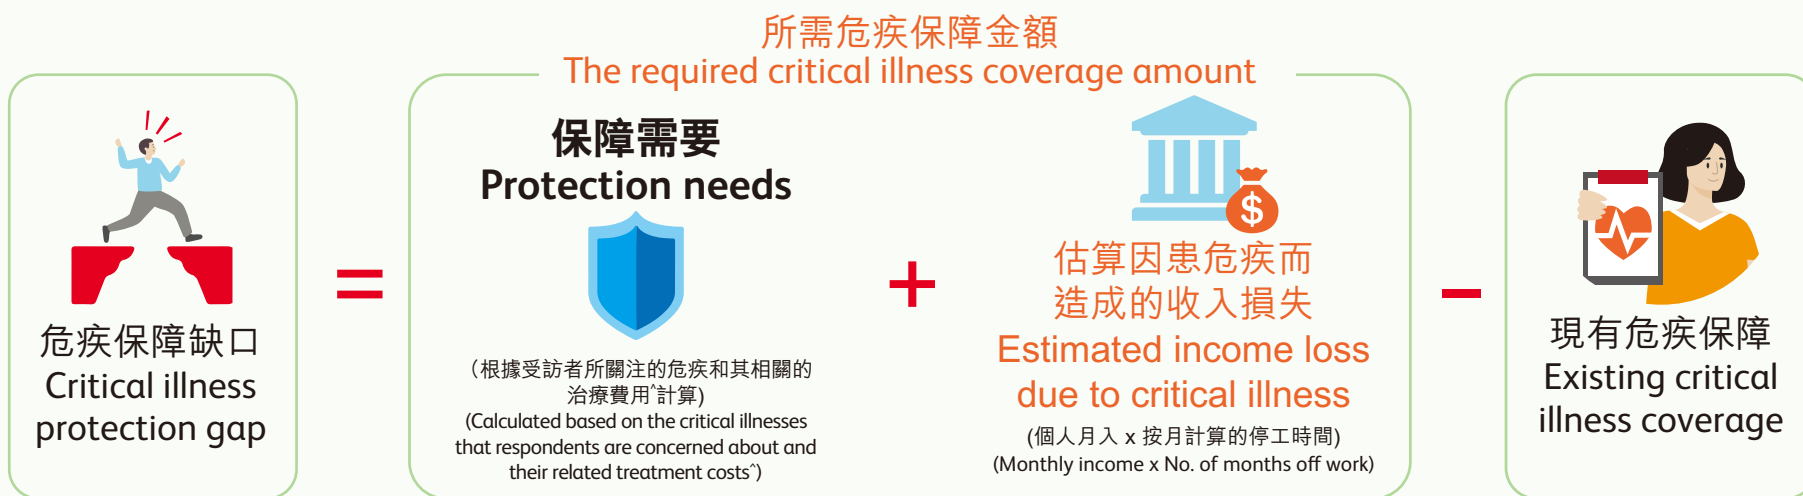 所需危疾保障金額
The required critical illness coverage amount
危疾保障缺口
Critical illness
protection gap
=
保障需要
Protection needs
（根據受訪者所關注的危疾和其相關的
治療費用^計算)
(Calculated based on the critical illnesses
that respondents are concerned about and
their related treatment costs^)
+
$
估算因患危疾而
造成的收入損失
Estimated income loss
due to critical illness
(個人月入 x 按月計算的停工時間)
(Monthly income x No. of months off work)
–
現有危疾保障
Existing critical
illness coverage